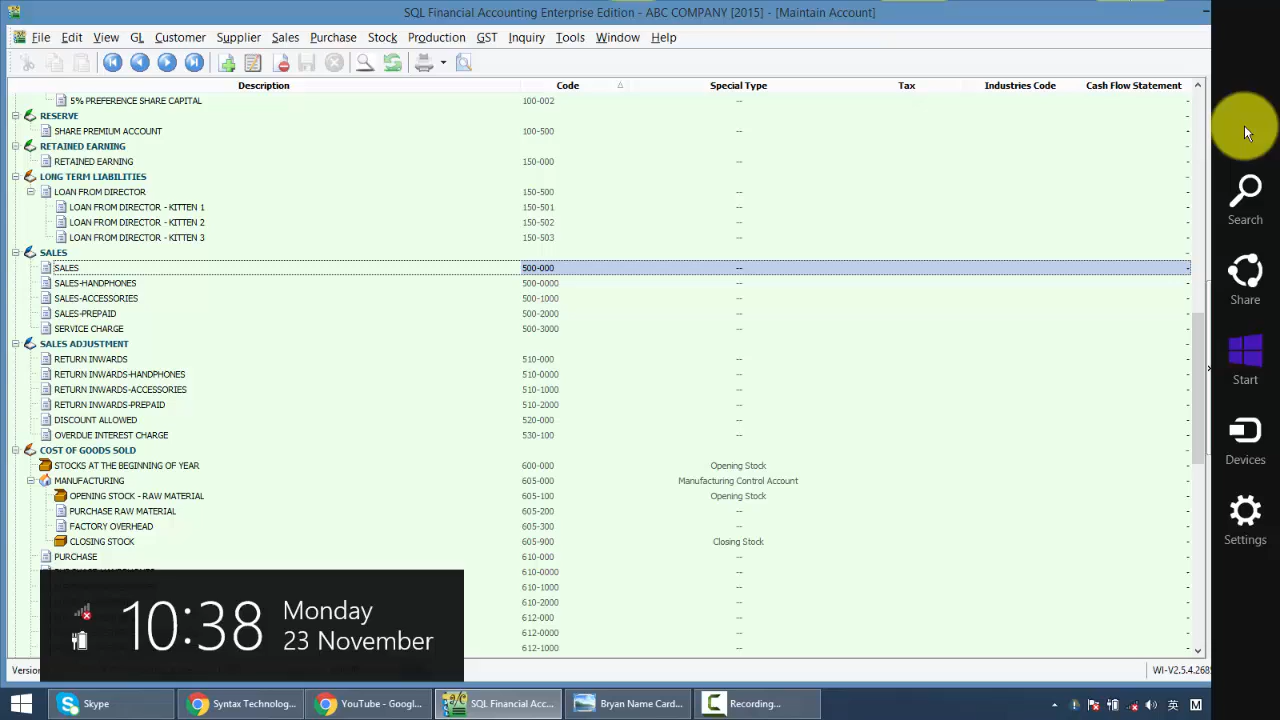 SQL Financial Accounting Enterprise Edition - ABC COMPANY [2015] - [Maintain Account]
File Edit View GL Customer Supplier Sales Purchase Stock Production GST Inquiry Tools Window Help
Description Code Special Type Tax Industries Code Cash Flow Statement
5% PREFERENCE SHARE CAPITAL 100-002 -- -
RESERVE -
SHARE PREMIUM ACCOUNT 100-500 -- -
RETAINED EARNING -
RETAINED EARNING 150-000 -- -
LONG TERM LIABILITIES -
LOAN FROM DIRECTOR 150-500 -- -
LOAN FROM DIRECTOR - KITTEN 1 150-501 -- -
LOAN FROM DIRECTOR - KITTEN 2 150-502 -- -
LOAN FROM DIRECTOR - KITTEN 3 150-503 -- -
SALES -
SALES 500-000 -- -
SALES-HANDPHONES 500-0000 -- -
SALES-ACCESSORIES 500-1000 -- -
SALES-PREPAID 500-2000 -- -
SERVICE CHARGE 500-3000 -- -
SALES ADJUSTMENT -
RETURN INWARDS 510-000 -- -
RETURN INWARDS-HANDPHONES 510-0000 -- -
RETURN INWARDS-ACCESSORIES 510-1000 -- -
RETURN INWARDS-PREPAID 510-2000 -- -
DISCOUNT ALLOWED 520-000 -- -
OVERDUE INTEREST CHARGE 530-100 -- -
COST OF GOODS SOLD -
STOCKS AT THE BEGINNING OF YEAR 600-000 Opening Stock -
MANUFACTURING 605-000 Manufacturing Control Account -
OPENING STOCK - RAW MATERIAL 605-100 Opening Stock -
PURCHASE RAW MATERIAL 605-200 -- -
FACTORY OVERHEAD 605-300 -- -
CLOSING STOCK 605-900 Closing Stock -
PURCHASE 610-000 -- -
610-0000 -- -
610-1000 -- -
610-2000 -- -
612-000 -- -
612-0000 -- -
612-1000 -- -
10:38
Monday
23 November
Search
Share
Start
Devices
Settings
Skype
Syntax Technolog...
YouTube - Googl...
SQL Financial Acc...
Bryan Name Card...
Recording...
英
M